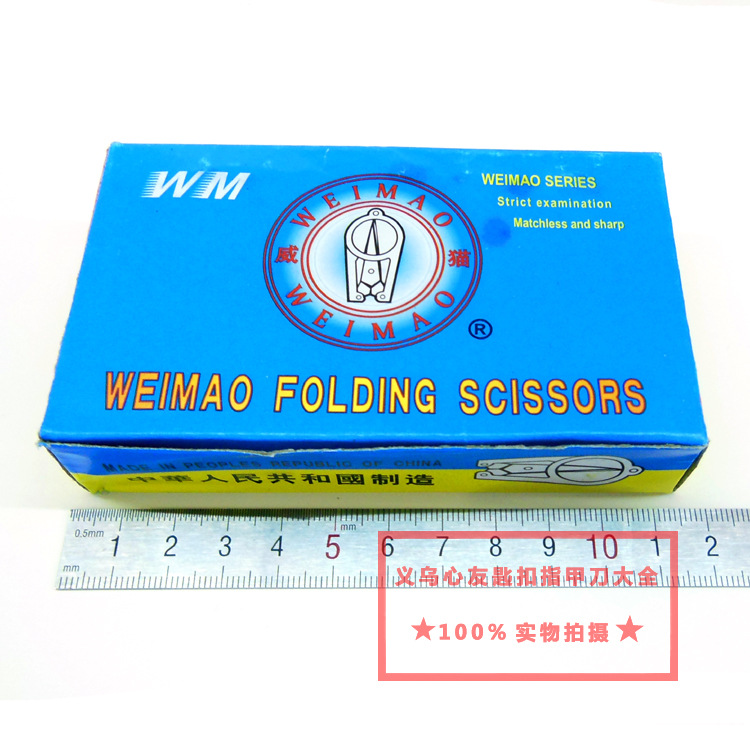 WM
WEIMAO SERIES
Strict examination
Matchless and sharp
WEIMAO
威 猫
WEIMAO
®
WEIMAO FOLDING SCISSORS
MADE IN PEOPLES REPUBLIC OF CHINA
中華人民共和國制造
0.5mm 1 2 3 4 5 mm 6 7 8 9 10 1 2
mm
义乌心友匙扣指甲刀大全
★100% 实物拍摄★